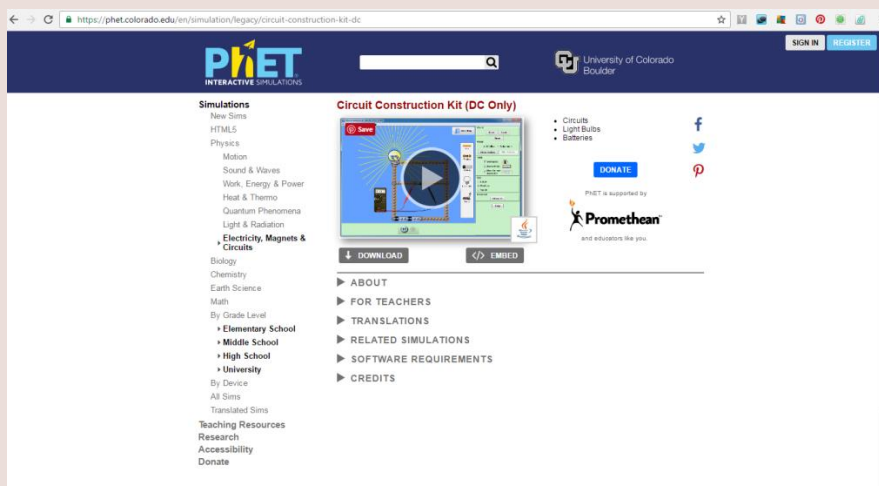 https://phet.colorado.edu/en/simulation/legacy/circuit-construction-kit-dc
SIGN IN
REGISTER
PhET
INTERACTIVE SIMULATIONS
University of Colorado
Boulder
Simulations
New Sims
HTML5
Physics
Motion
Sound & Waves
Work, Energy & Power
Heat & Thermo
Quantum Phenomena
Light & Radiation
Electricity, Magnets &
Circuits
Biology
Chemistry
Earth Science
Math
By Grade Level
Elementary School
Middle School
High School
University
By Device
All Sims
Translated Sims
Teaching Resources
Research
Accessibility
Donate
Circuit Construction Kit (DC Only)
Save
DOWNLOAD
</> EMBED
ABOUT
FOR TEACHERS
TRANSLATIONS
RELATED SIMULATIONS
SOFTWARE REQUIREMENTS
CREDITS
• Circuits
• Light Bulbs
• Batteries
DONATE
PhET is supported by
Promethean
and educators like you.